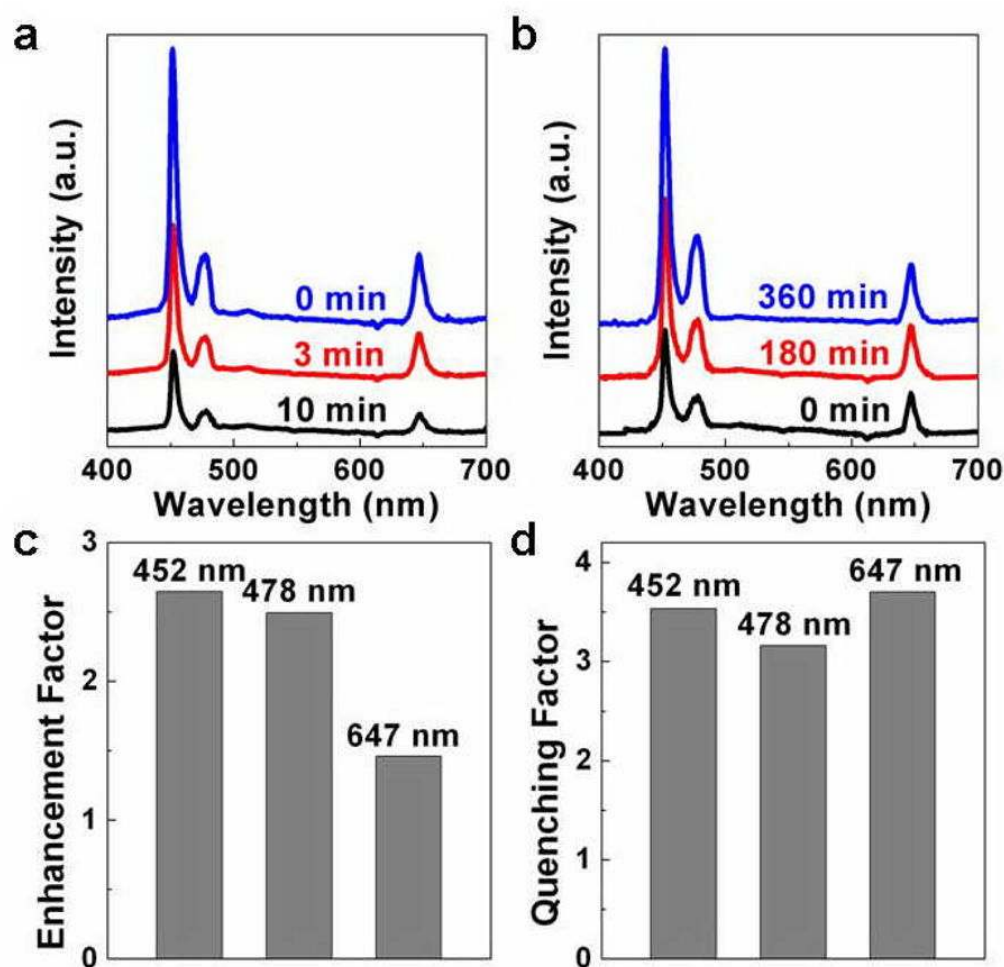 a
Intensity (a.u.)
0 min
3 min
10 min
400 500 600 700
Wavelength (nm)
b
Intensity (a.u.)
360 min
180 min
0 min
400 500 600 700
Wavelength (nm)
c
Enhancement Factor
3
2
1
0
452 nm
478 nm
647 nm
d
Quenching Factor
4
3
2
1
0
452 nm
478 nm
647 nm